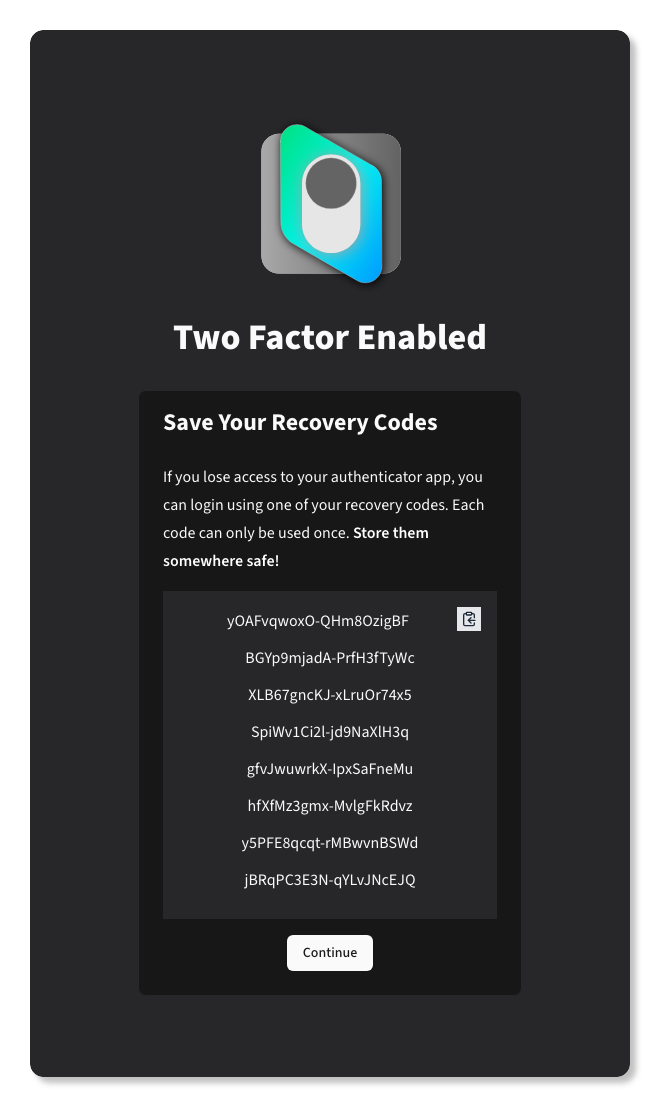 Two Factor Enabled
Save Your Recovery Codes
If you lose access to your authenticator app, you
can login using one of your recovery codes. Each
code can only be used once. Store them
somewhere safe!
yOAFvqwoxO-QHm8OzigBF
BGYp9mjadA-PrfH3fTyWc
XLB67gncKJ-xLruOr74x5
SpiWv1Ci2l-jd9NaXlH3q
gfvJwuwrkX-IpxSaFneMu
hfXfMz3gmx-MvlgFkRdvz
y5PFE8qcqt-rMBwvnBSWd
jBRqPC3E3N-qYLvJNcEJQ
Continue